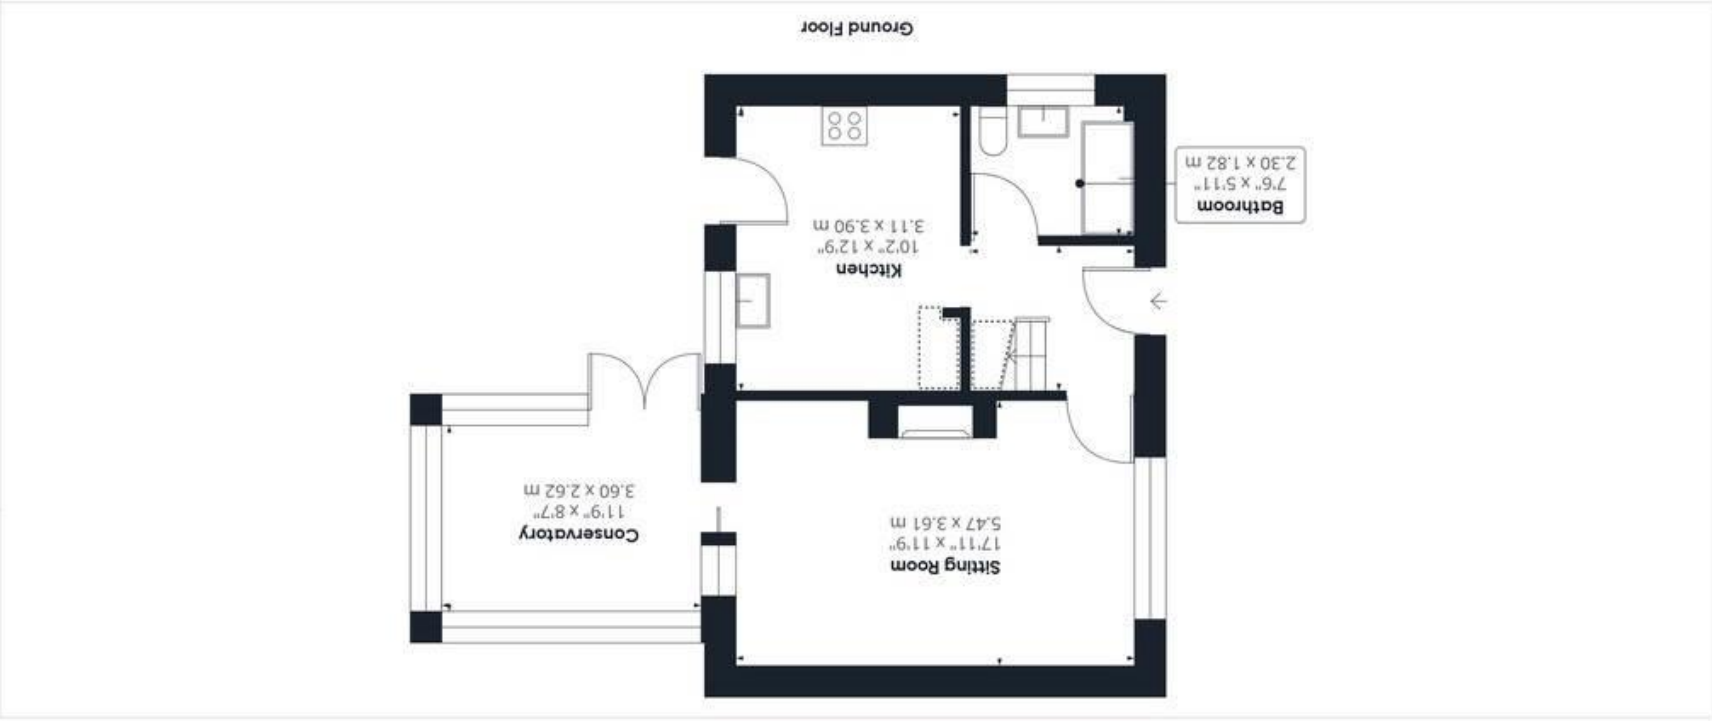 Sitting Room
17'11" x 11'9"
5.47 x 3.61 m
Conservatory
11'9" x 8'7"
3.60 x 2.62 m
Kitchen
10'2" x 12'9"
3.11 x 3.90 m
Bathroom
7'6" x 5'11"
2.30 x 1.82 m
Ground Floor